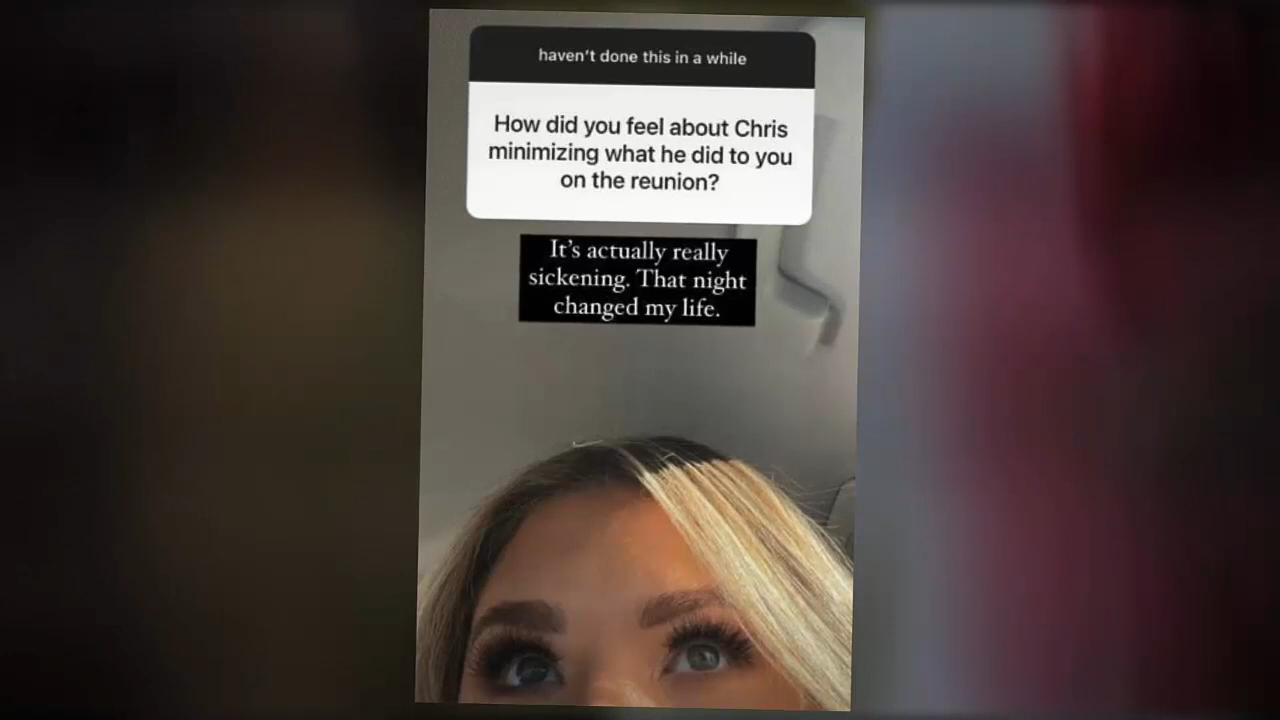 haven't done this in a while
How did you feel about Chris
minimizing what he did to you
on the reunion?
It's actually really
sickening. That night
changed my life.